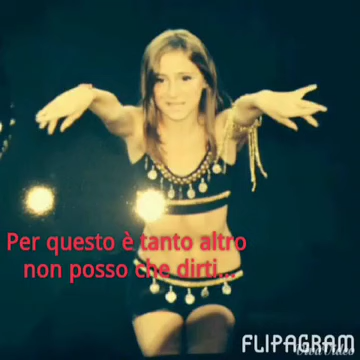 Per questo è tanto altro
non posso che dirti...
FLIPAGRAM